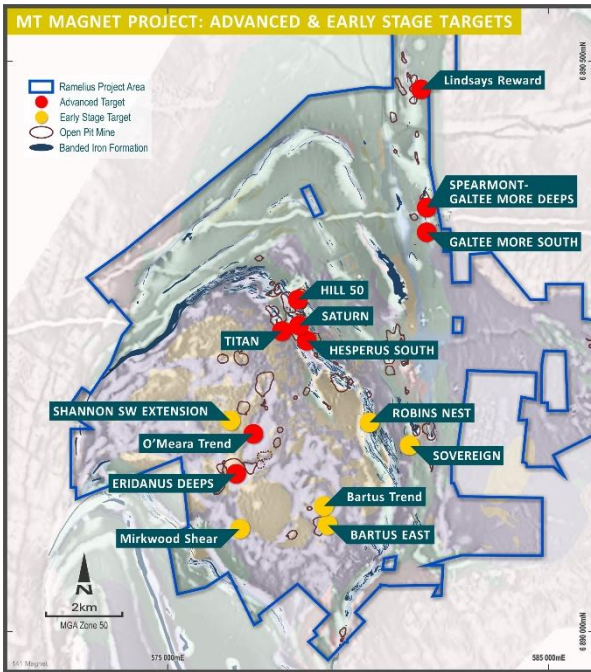 MT MAGNET PROJECT: ADVANCED & EARLY STAGE TARGETS
Ramelius Project Area
Advanced Target
Early Stage Target
Open Pit Mine
Banded Iron Formation
6 890 500mN
Lindsays Reward
SPEARMONT-
GALTEE MORE DEEPS
GALTEE MORE SOUTH
HILL 50
SATURN
TITAN
HESPERUS SOUTH
SHANNON SW EXTENSION
ROBINS NEST
O'Meara Trend
SOVEREIGN
ERIDANUS DEEPS
Bartus Trend
Mirkwood Shear
BARTUS EAST
N
2km
MGA Zone 50
6 890 000mN
141 Magnet
575 000mE
585 000mE